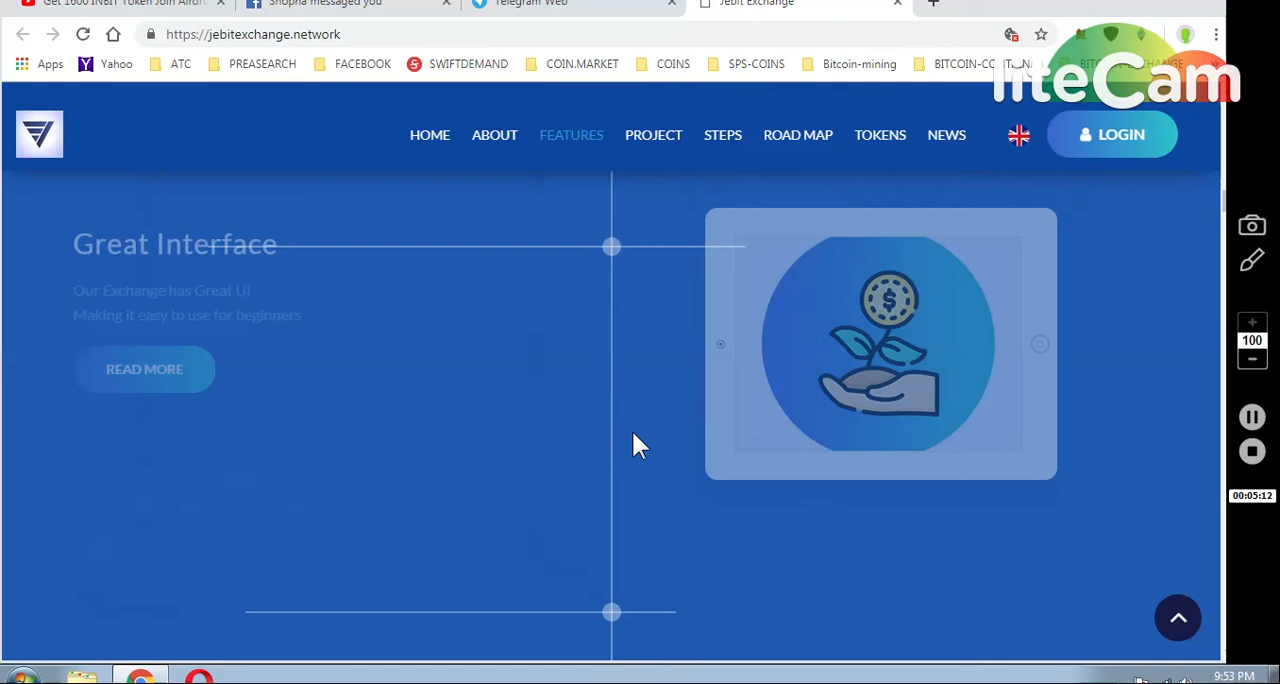 Get 1600 INBIT Token Join Airdro
Shopna messaged you
Telegram Web
Jebit Exchange
https://jebitexchange.network
Apps
Yahoo
ATC
PREASEARCH
FACEBOOK
SWIFTDEMAND
COIN.MARKET
COINS
SPS-COINS
Bitcoin-mining
liteCam
HOME
ABOUT
FEATURES
PROJECT
STEPS
ROAD MAP
TOKENS
NEWS
LOGIN
Great Interface
Our Exchange has Great UI
Making it easy to use for beginners
READ MORE
100
00:05:12
9:53 PM